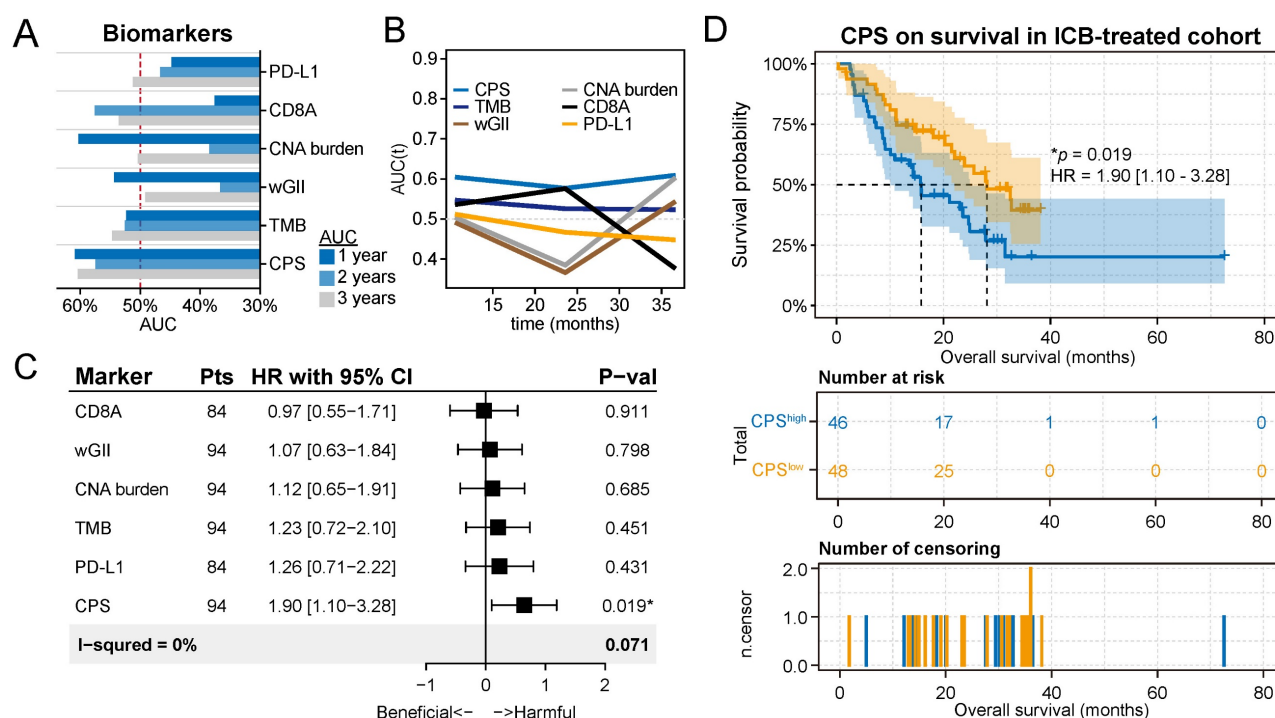 A
Biomarkers
PD-L1
CD8A
CNA burden
wGII
TMB
CPS
60% 50% 40% 30%
AUC
AUC
1 year
2 years
3 years
B
0.9
0.8
0.7
0.6
0.5
0.4
AUC(t)
CPS
TMB
wGII
CNA burden
CD8A
PD-L1
15 20 25 30 35
time (months)
C
Marker Pts HR with 95% CI P-val
CD8A 84 0.97 [0.55-1.71] 0.911
wGII 94 1.07 [0.63-1.84] 0.798
CNA burden 94 1.12 [0.65-1.91] 0.685
TMB 94 1.23 [0.72-2.10] 0.451
PD-L1 84 1.26 [0.71-2.22] 0.431
CPS 94 1.90 [1.10-3.28] 0.019*
I-squred = 0% 0.071
-1 0 1 2
Beneficial<- ->Harmful
D
CPS on survival in ICB-treated cohort
100%
75%
50%
25%
0%
Survival probability
*p = 0.019
HR = 1.90 [1.10 - 3.28]
0 20 40 60 80
Overall survival (months)
Number at risk
Total
CPShigh 46 17 1 1 0
CPSlow 48 25 0 0 0
0 20 40 60 80
Number of censoring
2.0
1.0
0.0
n.censor
0 20 40 60 80
Overall survival (months)